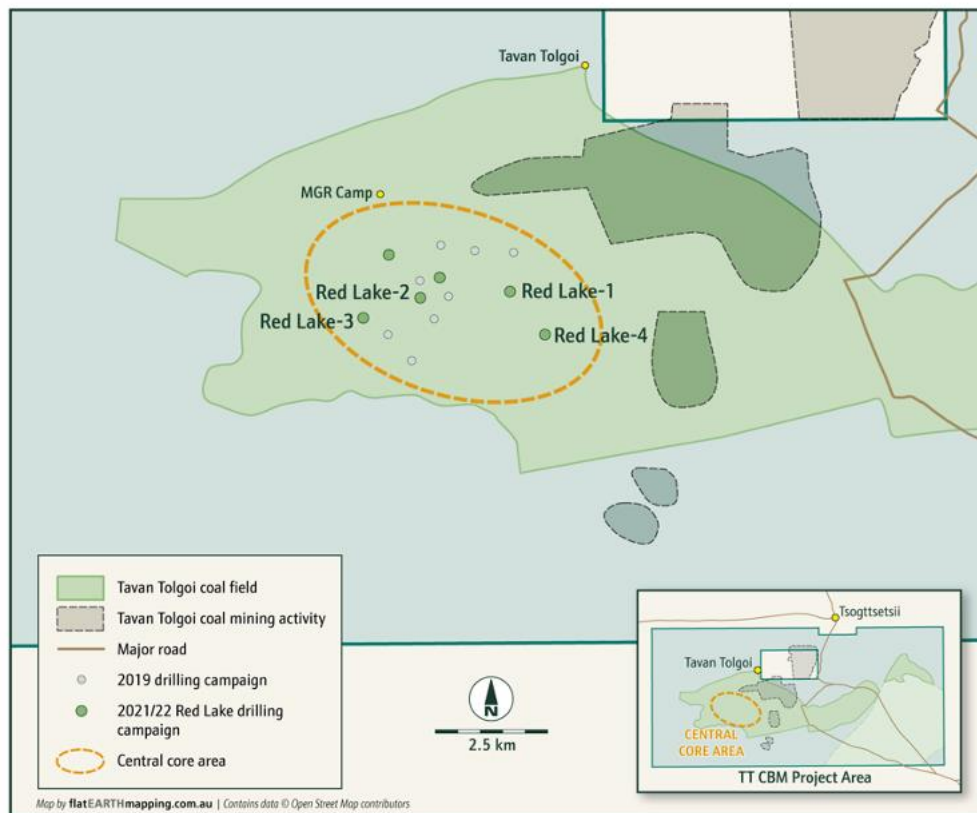 Tavan Tolgoi
MGR Camp
Red Lake-2
Red Lake-1
Red Lake-3
Red Lake-4
Tavan Tolgoi coal field
Tavan Tolgoi coal mining activity
Major road
2019 drilling campaign
2021/22 Red Lake drilling
campaign
Central core area
N
2.5 km
Tsogttsetsii
Tavan Tolgoi
CENTRAL
CORE AREA
TT CBM Project Area
Map by flatEARTHmapping.com.au | Contains data © Open Street Map contributors